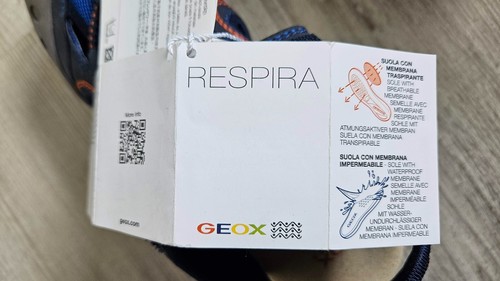 RESPIRA
GEOX
geox.com
SUOLA CON
MEMBRANA
TRASPIRANTE
SOLE WITH
BREATHABLE
MEMBRANE
SEMELLE AVEC
MEMBRANE
RESPIRANTE
SOHLE MIT
ATMUNGSAKTIVER MEMBRAN
SUELA CON MEMBRANA
TRANSPIRABLE
SUOLA CON MEMBRANA
IMPERMEABILE - SOLE WITH
WATERPROOF
MEMBRANE
SEMELLE AVEC
MEMBRANE
IMPERMÉABLE
SOHLE
MIT WASSER-
UNDURCHLÄSSIGER
MEMBRAN - SUELA CON
MEMBRANA IMPERMEABLE